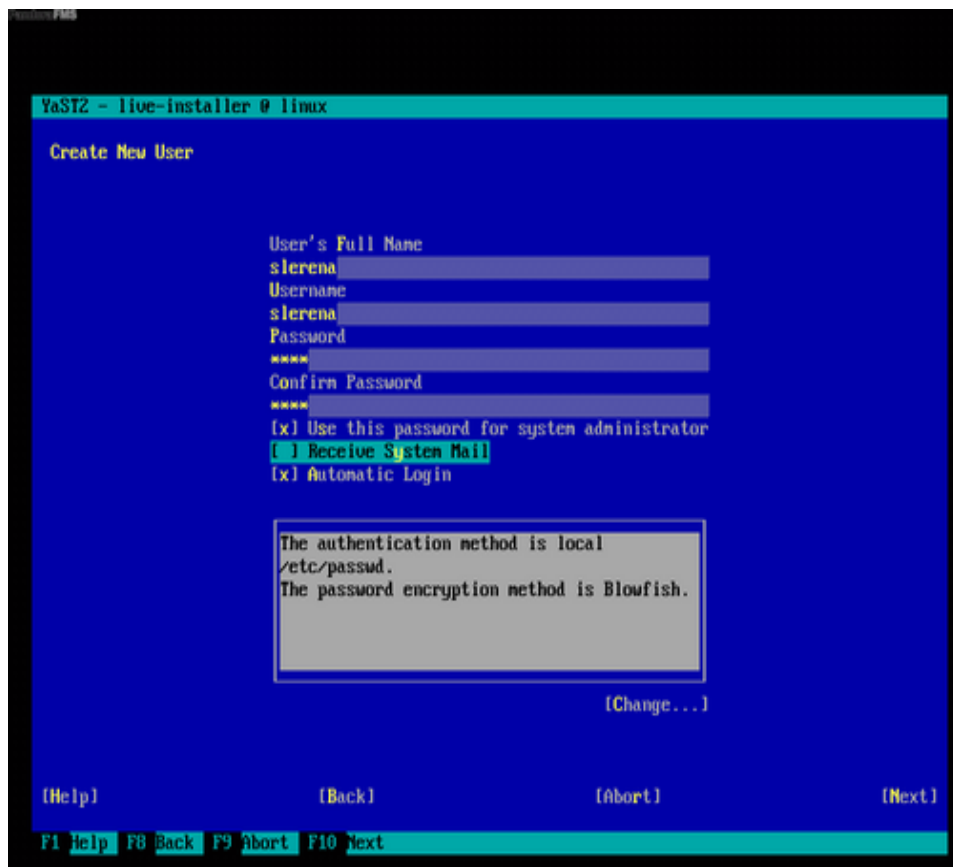 PandoraFMS
YaST2 - live-installer @ linux
Create New User
User's Full Name
slerena
Username
slerena
Password
****
Confirm Password
****
[x] Use this password for system administrator
[ ] Receive System Mail
[x] Automatic Login
The authentication method is local
/etc/passwd.
The password encryption method is Blowfish.
[Change...]
[Help] [Back] [Abort] [Next]
F1 Help F8 Back F9 Abort F10 Next